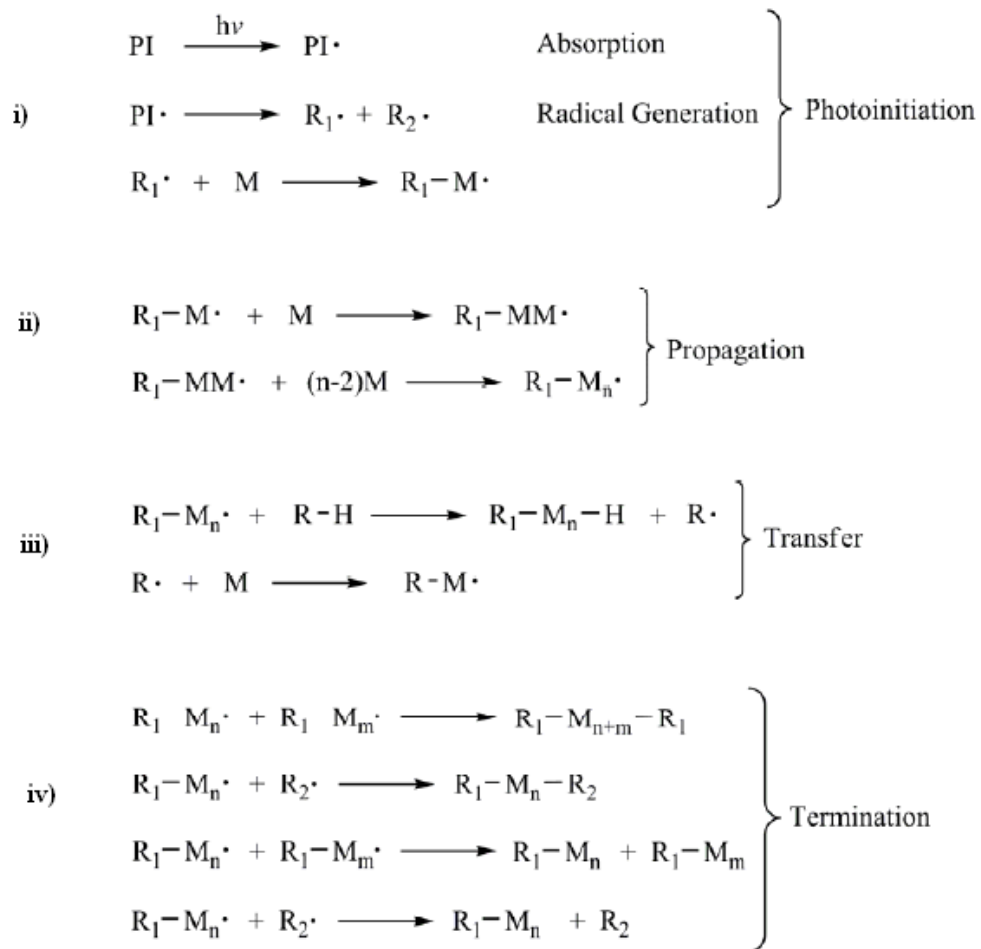 PI hν ⟶ PI· Absorption
i) PI· ⟶ R₁· + R₂· Radical Generation Photoinitiation
R₁· + M ⟶ R₁–M·
ii) R₁–M· + M ⟶ R₁–MM·
Propagation
R₁–MM· + (n-2)M ⟶ R₁–Mₙ·
R₁–Mₙ· + R-H ⟶ R₁–Mₙ–H + R·
iii) Transfer
R· + M ⟶ R-M·
R₁ Mₙ· + R₁ Mₘ· ⟶ R₁–Mₙ₊ₘ–R₁
iv) R₁–Mₙ· + R₂· ⟶ R₁–Mₙ–R₂
Termination
R₁–Mₙ· + R₁–Mₘ· ⟶ R₁–Mₙ + R₁–Mₘ
R₁–Mₙ· + R₂· ⟶ R₁–Mₙ + R₂